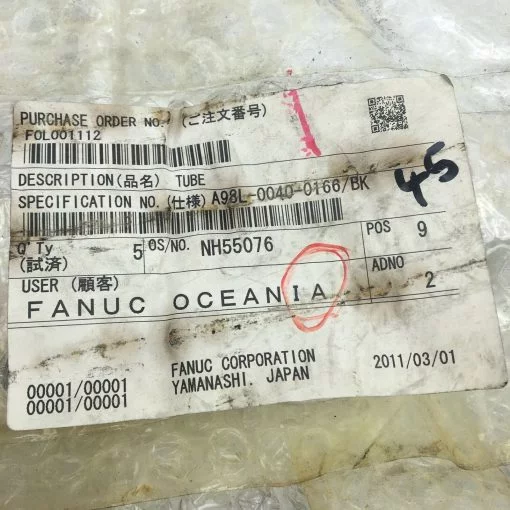 PURCHASE ORDER NO. (ご注文番号)
FOL001112
DESCRIPTION(品名) TUBE
SPECIFICATION NO.(仕様) A98L-0040-0166/BK
45
Q'Ty
(試済)
5
OS/NO. NH55076
POS 9
USER (顧客)
FANUC OCEANIA
ADNO
2
FANUC CORPORATION
YAMANASHI. JAPAN
2011/03/01
00001/00001
00001/00001